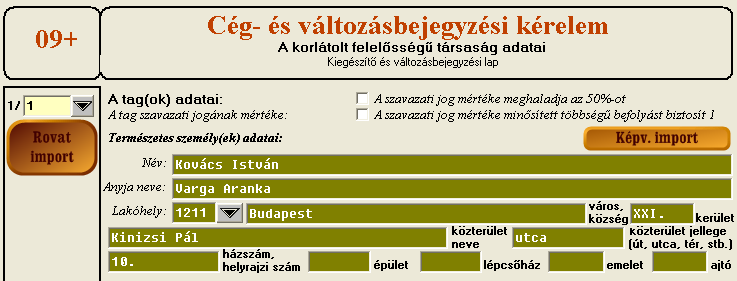 09+
Cég- és változásbejegyzési kérelem
A korlátolt felelősségű társaság adatai
Kiegészítő és változásbejegyzési lap
1/ 1
A tag(ok) adatai:
A szavazati jog mértéke meghaladja az 50%-ot
A tag szavazati jogának mértéke:
A szavazati jog mértéke minősített többségű befolyást biztosít 1
Rovat import
Természetes személy(ek) adatai:
Képv. import
Név: Kovács István
Anyja neve: Varga Aranka
Lakóhely: 1211 Budapest város, község XXI. kerület
Kinizsi Pál közterület neve utca közterület jellege (út, utca, tér, stb.)
10. házszám, helyrajzi szám épület lépcsőház emelet ajtó